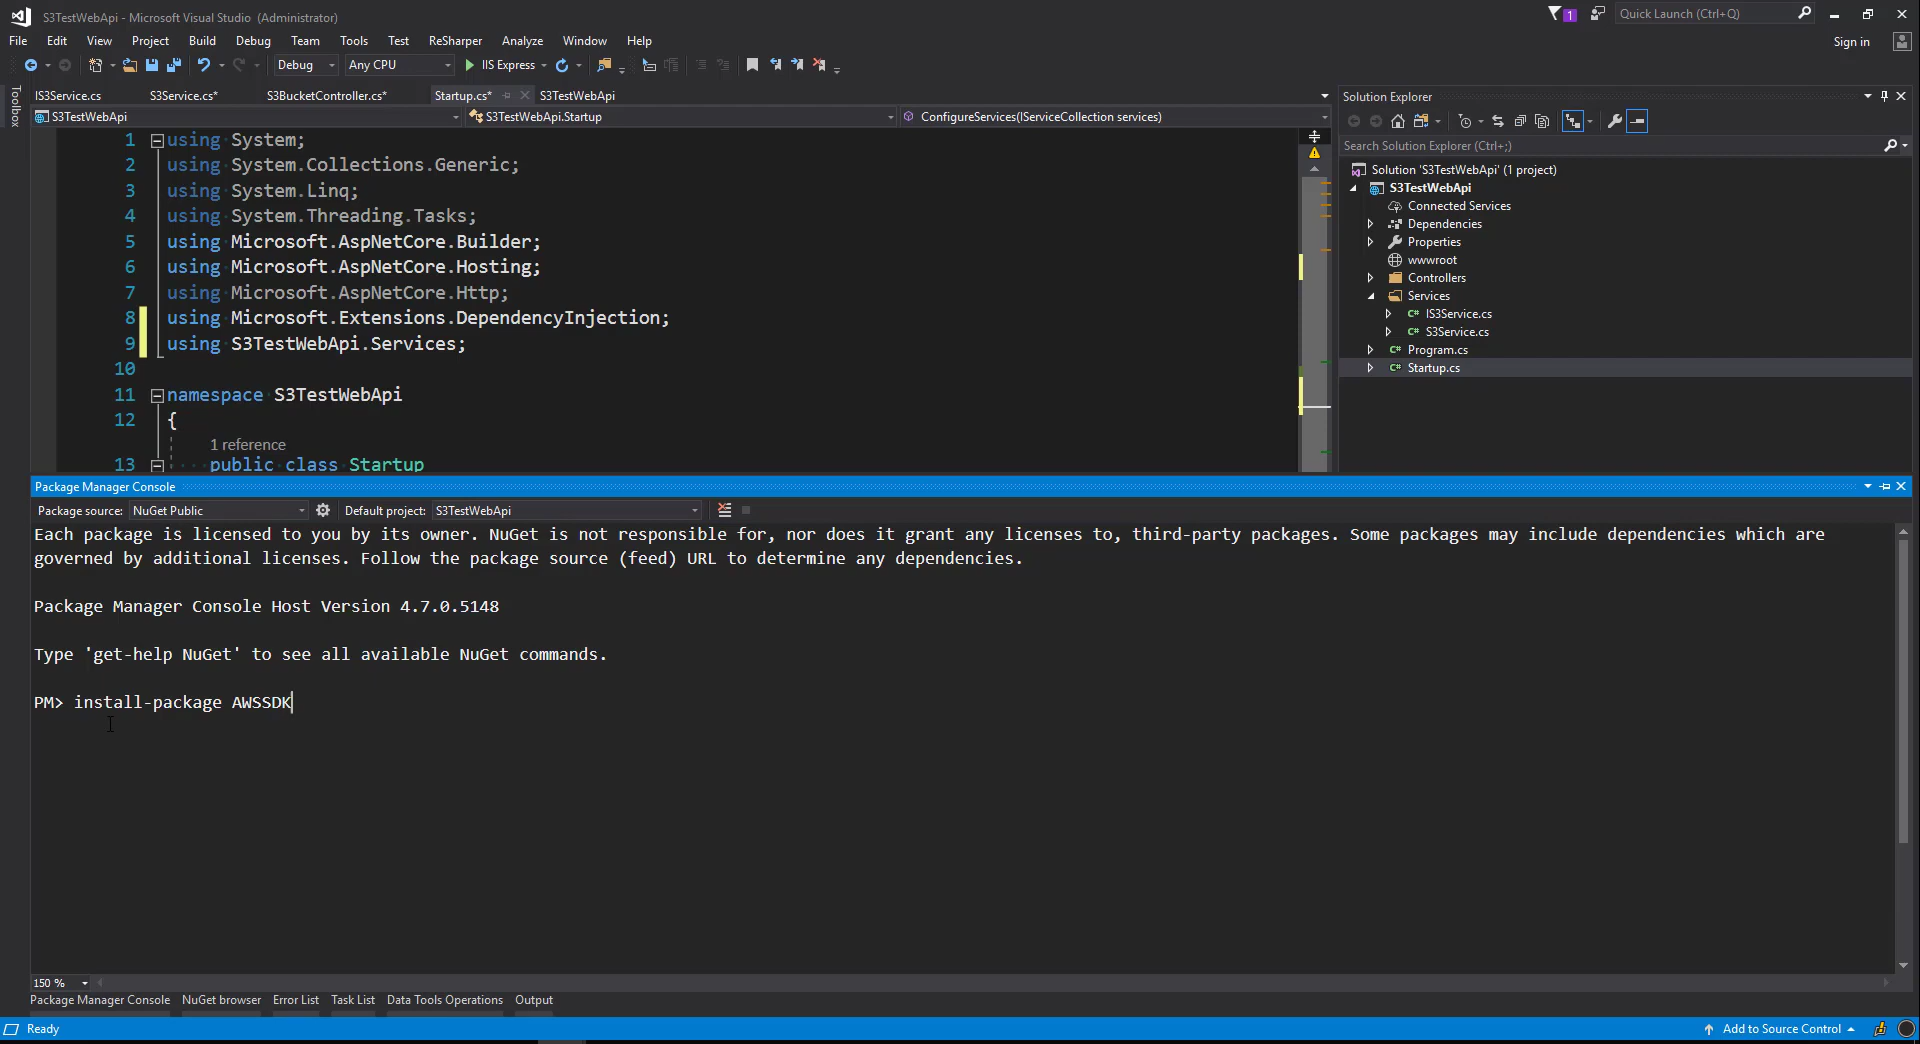 S3TestWebApi - Microsoft Visual Studio (Administrator)
1
Quick Launch (Ctrl+Q)
File Edit View Project Build Debug Team Tools Test ReSharper Analyze Window Help
Sign in
Debug Any CPU IIS Express
Toolbox
IS3Service.cs S3Service.cs* S3BucketController.cs* Startup.cs* S3TestWebApi
S3TestWebApi S3TestWebApi.Startup ConfigureServices(IServiceCollection services)
1 using System;
2 using System.Collections.Generic;
3 using System.Linq;
4 using System.Threading.Tasks;
5 using Microsoft.AspNetCore.Builder;
6 using Microsoft.AspNetCore.Hosting;
7 using Microsoft.AspNetCore.Http;
8 using Microsoft.Extensions.DependencyInjection;
9 using S3TestWebApi.Services;
10
11 namespace S3TestWebApi
12 {
1 reference
13 public class Startup
Solution Explorer
Search Solution Explorer (Ctrl+;)
Solution 'S3TestWebApi' (1 project)
S3TestWebApi
Connected Services
Dependencies
Properties
wwwroot
Controllers
Services
C# IS3Service.cs
C# S3Service.cs
C# Program.cs
C# Startup.cs
Package Manager Console
Package source: NuGet Public Default project: S3TestWebApi
Each package is licensed to you by its owner. NuGet is not responsible for, nor does it grant any licenses to, third-party packages. Some packages may include dependencies which are
governed by additional licenses. Follow the package source (feed) URL to determine any dependencies.
Package Manager Console Host Version 4.7.0.5148
Type 'get-help NuGet' to see all available NuGet commands.
PM> install-package AWSSDK
150 %
Package Manager Console NuGet browser Error List Task List Data Tools Operations Output
Ready
Add to Source Control